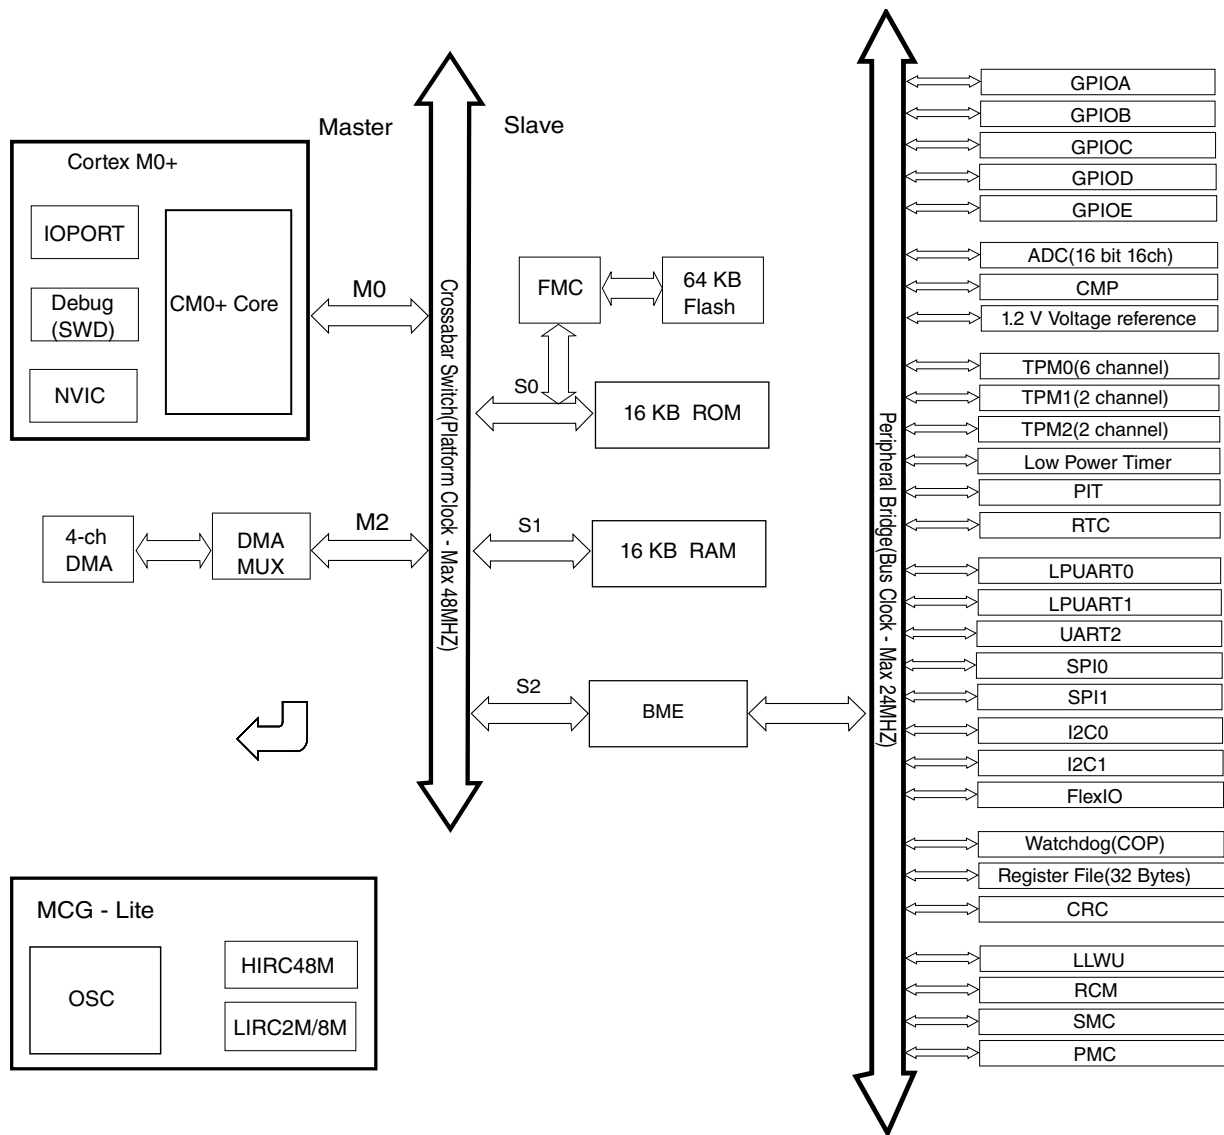 Master
Slave
Cortex M0+
IOPORT
Debug
(SWD)
NVIC
CM0+ Core
M0
4-ch
DMA
DMA
MUX
M2
Crossabar Switch(Platform Clock - Max 48MHZ)
FMC
64 KB
Flash
S0
16 KB ROM
S1
16 KB RAM
S2
BME
MCG - Lite
OSC
HIRC48M
LIRC2M/8M
Peripheral Bridge(Bus Clock - Max 24MHZ)
GPIOA
GPIOB
GPIOC
GPIOD
GPIOE
ADC(16 bit 16ch)
CMP
1.2 V Voltage reference
TPM0(6 channel)
TPM1(2 channel)
TPM2(2 channel)
Low Power Timer
PIT
RTC
LPUART0
LPUART1
UART2
SPI0
SPI1
I2C0
I2C1
FlexIO
Watchdog(COP)
Register File(32 Bytes)
CRC
LLWU
RCM
SMC
PMC